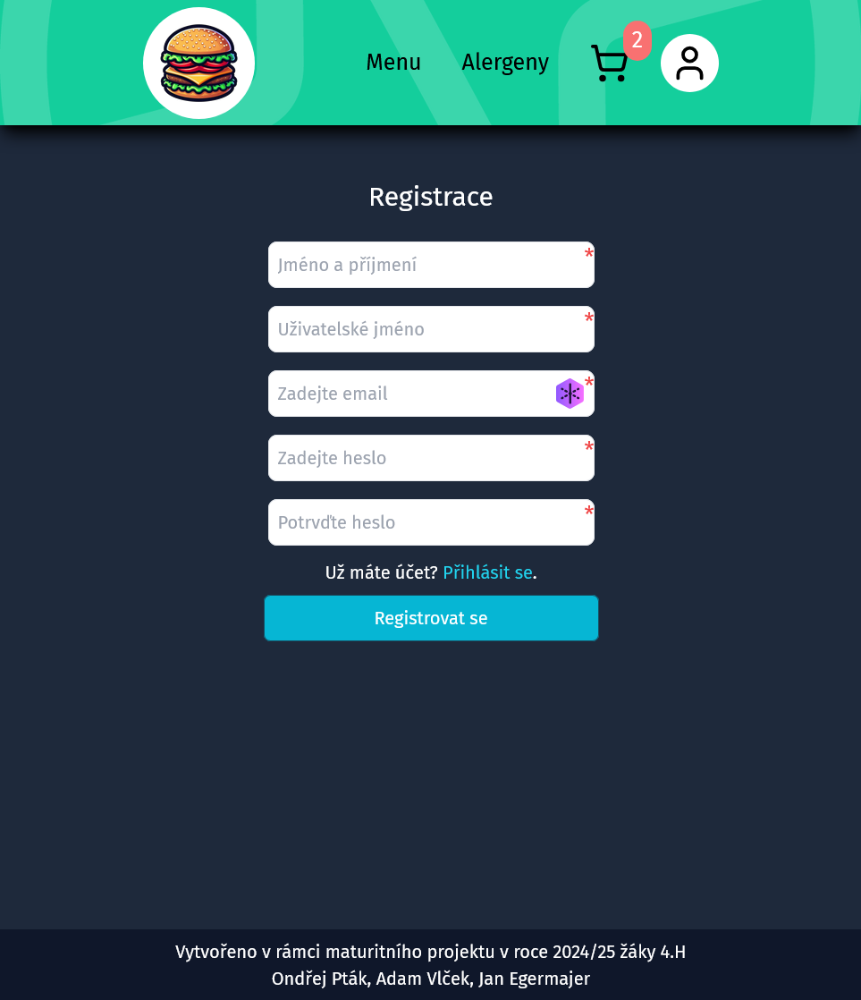 Menu
Alergeny
2
Registrace
Jméno a příjmení
*
Uživatelské jméno
*
Zadejte email
*
Zadejte heslo
*
Potrvďte heslo
*
Už máte účet? Přihlásit se.
Registrovat se
Vytvořeno v rámci maturitního projektu v roce 2024/25 žáky 4.H
Ondřej Pták, Adam Vlček, Jan Egermajer